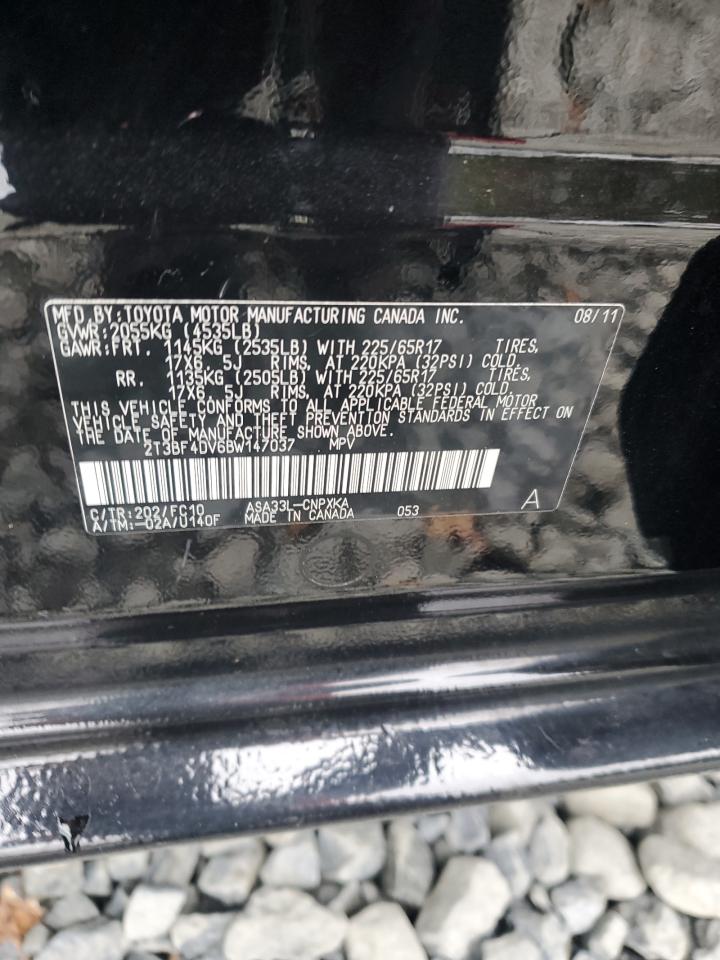 MFD.BY:TOYOTA MOTOR MANUFACTURING CANADA INC. 08/11
GVWR:2055KG (4535LB)
GAWR:FRT. 1145KG (2535LB) WITH 225/65R17 TIRES,
17X6.5J RIMS, AT 220KPA (32PSI) COLD.
RR. 1135KG (2505LB) WITH 225/65R17 TIRES,
17X6.5J RIMS, AT 220KPA (32PSI) COLD.
THIS VEHICLE CONFORMS TO ALL APPLICABLE FEDERAL MOTOR
VEHICLE SAFETY AND THEFT PREVENTION STANDARDS IN EFFECT ON
THE DATE OF MANUFACTURE SHOWN ABOVE.
2T3BF4DV6BW147037 MPV
C/TR:202/FC10 ASA33L-CNPXKA
A/TM:-02A/U140F MADE IN CANADA 053 A